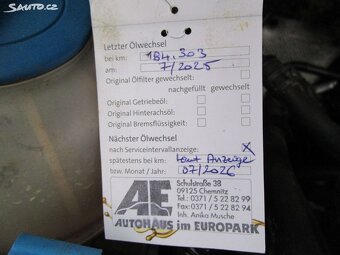 Sauto.cz
Letzter Ölwechsel
bei km: 184.303
am: 7/2025
Original Ölfilter gewechselt:
nachgefüllt gewechselt
Original Getriebeöl:
Original Hinterachsöl:
Original Bremsflüssigkeit:
Nächster Ölwechsel
nach Serviceintervallanzeige: X
spätestens bei km: Laut Anzeige
bzw. Monat / Jahr: 07/2026
AE Schulstraße 38
09125 Chemnitz
Tel.: 0371 / 5 22 82 99
Fax: 0371 / 5 22 82 94
Inh. Anika Musche
AUTOHAUS im EUROPARK